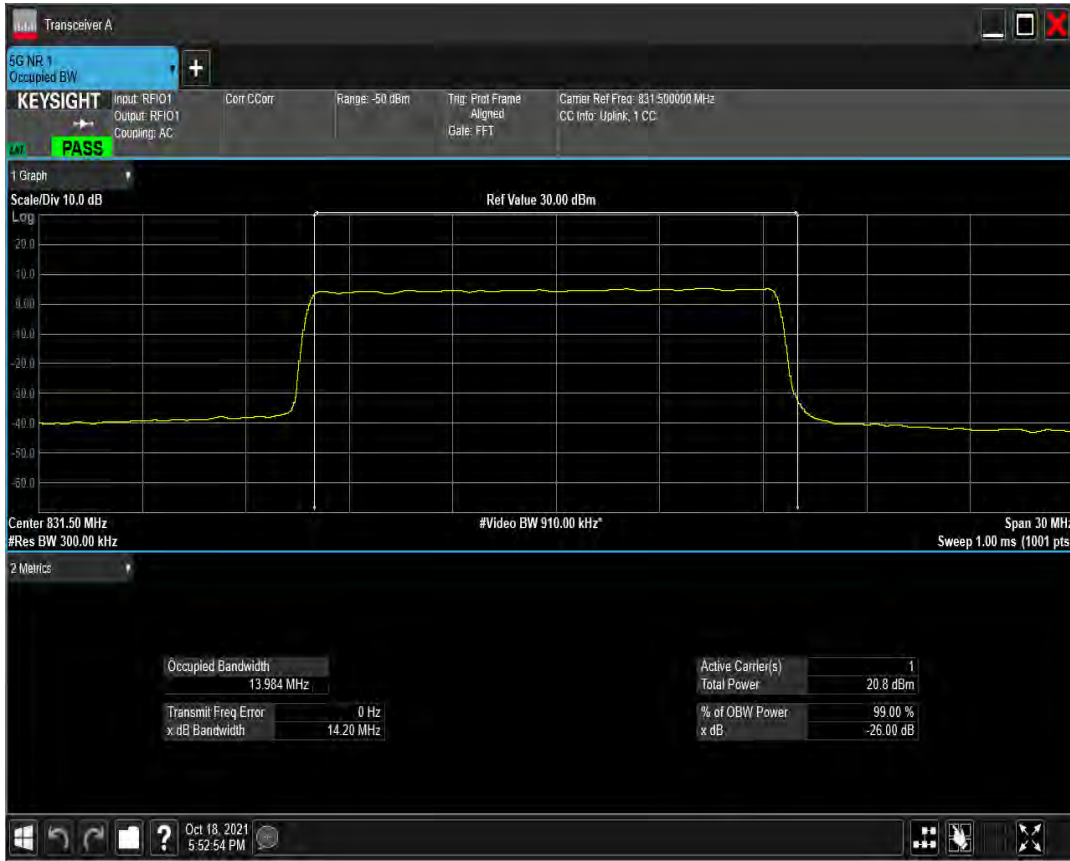 Transceiver A
5G NR 1
Occupied BW
+
KEYSIGHT
Input: RFIO1
Output: RFIO1
Coupling: AC
Corr CCorr
Range: -50 dBm
Trig: Prot Frame
Aligned
Gate: FFT
Carrier Ref Freq: 831.500000 MHz
CC Info: Uplink, 1 CC
PASS
1 Graph
Scale/Div 10.0 dB
Ref Value 30.00 dBm
Log
20.0
10.0
0.00
-10.0
-20.0
-30.0
-40.0
-50.0
-60.0
Center 831.50 MHz
#Video BW 910.00 kHz*
Span 30 MHz
#Res BW 300.00 kHz
Sweep 1.00 ms (1001 pts
2 Metrics
Occupied Bandwidth
13.984 MHz
Transmit Freq Error 0 Hz
x dB Bandwidth 14.20 MHz
Active Carrier(s) 1
Total Power 20.8 dBm
% of OBW Power 99.00 %
x dB -26.00 dB
?
Oct 18, 2021
5:52:54 PM